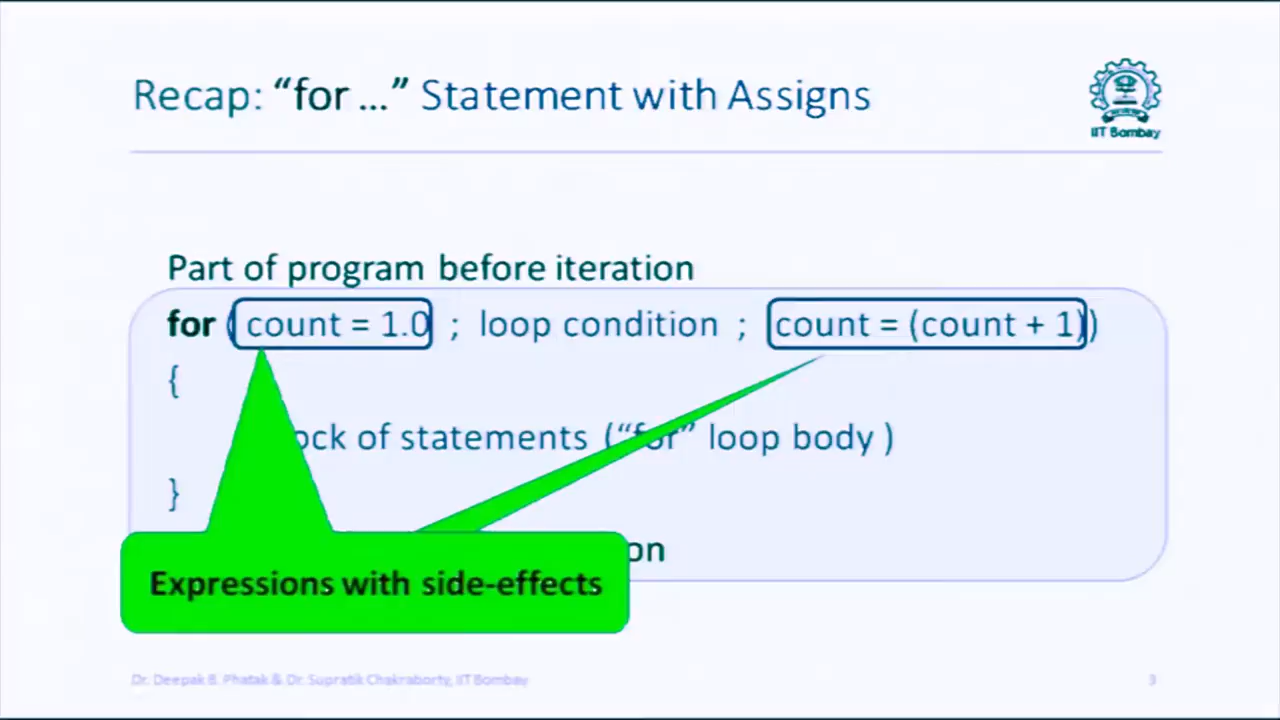 Recap: “for ...” Statement with Assigns
IIT Bombay
Part of program before iteration
for ( count = 1.0 ; loop condition ; count = (count + 1))
{
ock of statements (“for” loop body )
}
on
Expressions with side-effects
Dr. Deepak B. Phatak & Dr. Supratik Chakraborty, IIT Bombay
3